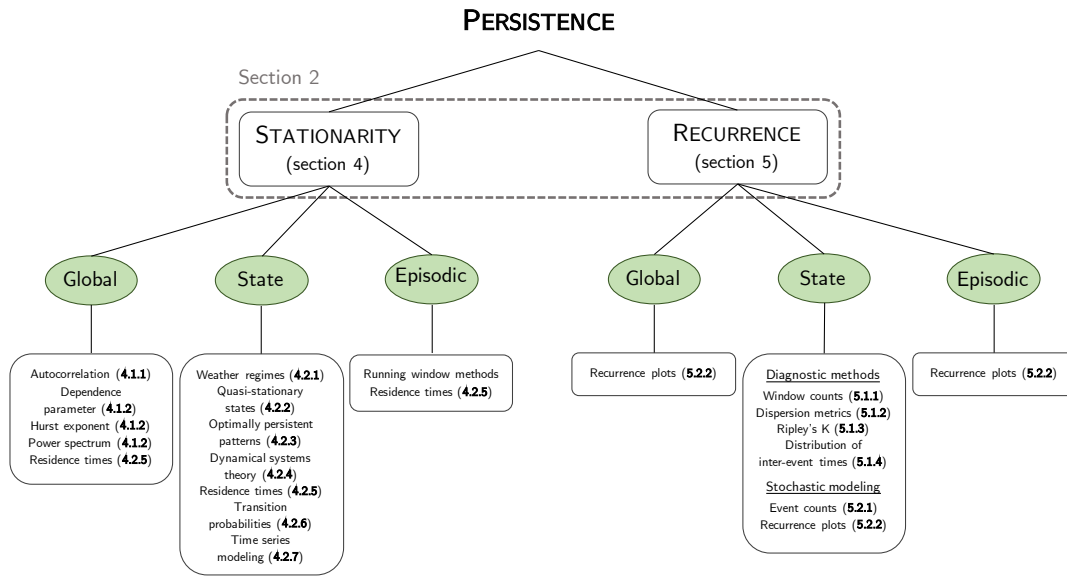 PERSISTENCE
Section 2
STATIONARITY
(section 4)
RECURRENCE
(section 5)
Global
State
Episodic
Global
State
Episodic
Autocorrelation (4.1.1)
Dependence
parameter (4.1.2)
Hurst exponent (4.1.2)
Power spectrum (4.1.2)
Residence times (4.2.5)
Weather regimes (4.2.1)
Quasi-stationary
states (4.2.2)
Optimally persistent
patterns (4.2.3)
Dynamical systems
theory (4.2.4)
Residence times (4.2.5)
Transition
probabilities (4.2.6)
Time series
modeling (4.2.7)
Running window methods
Residence times (4.2.5)
Recurrence plots (5.2.2)
Diagnostic methods
Window counts (5.1.1)
Dispersion metrics (5.1.2)
Ripley's K (5.1.3)
Distribution of
inter-event times (5.1.4)
Stochastic modeling
Event counts (5.2.1)
Recurrence plots (5.2.2)
Recurrence plots (5.2.2)